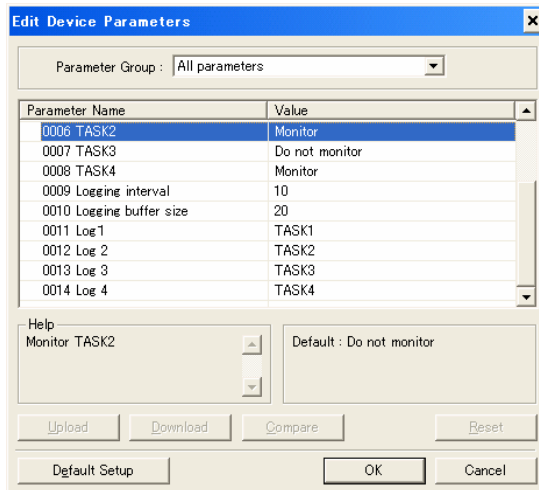 Edit Device Parameters
Parameter Group : All parameters
Parameter Name Value
0006 TASK2 Monitor
0007 TASK3 Do not monitor
0008 TASK4 Monitor
0009 Logging interval 10
0010 Logging buffer size 20
0011 Log1 TASK1
0012 Log 2 TASK2
0013 Log 3 TASK3
0014 Log 4 TASK4
Help
Monitor TASK2 Default : Do not monitor
Upload Download Compare Reset
Default Setup OK Cancel